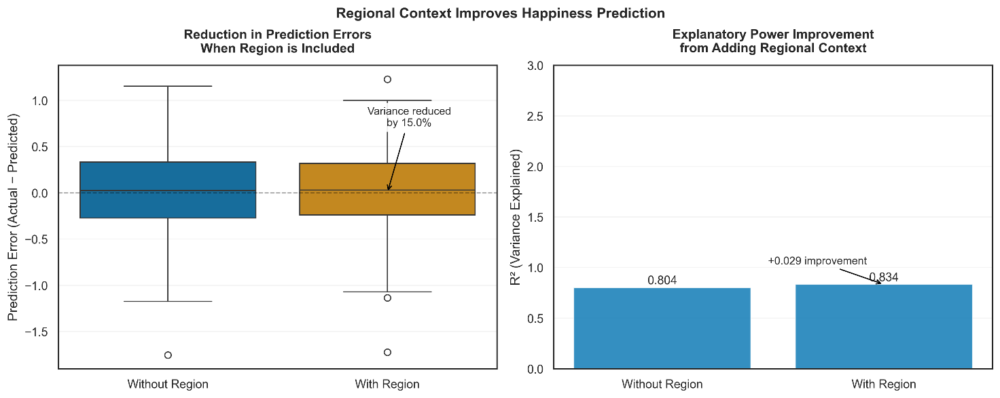 Regional Context Improves Happiness Prediction
Reduction in Prediction Errors
When Region is Included
Prediction Error (Actual − Predicted)
1.0
0.5
0.0
−0.5
−1.0
−1.5
Variance reduced
by 15.0%
Without Region
With Region
Explanatory Power Improvement
from Adding Regional Context
R² (Variance Explained)
3.0
2.5
2.0
1.5
1.0
0.5
0.0
+0.029 improvement
0.804
0.834
Without Region
With Region